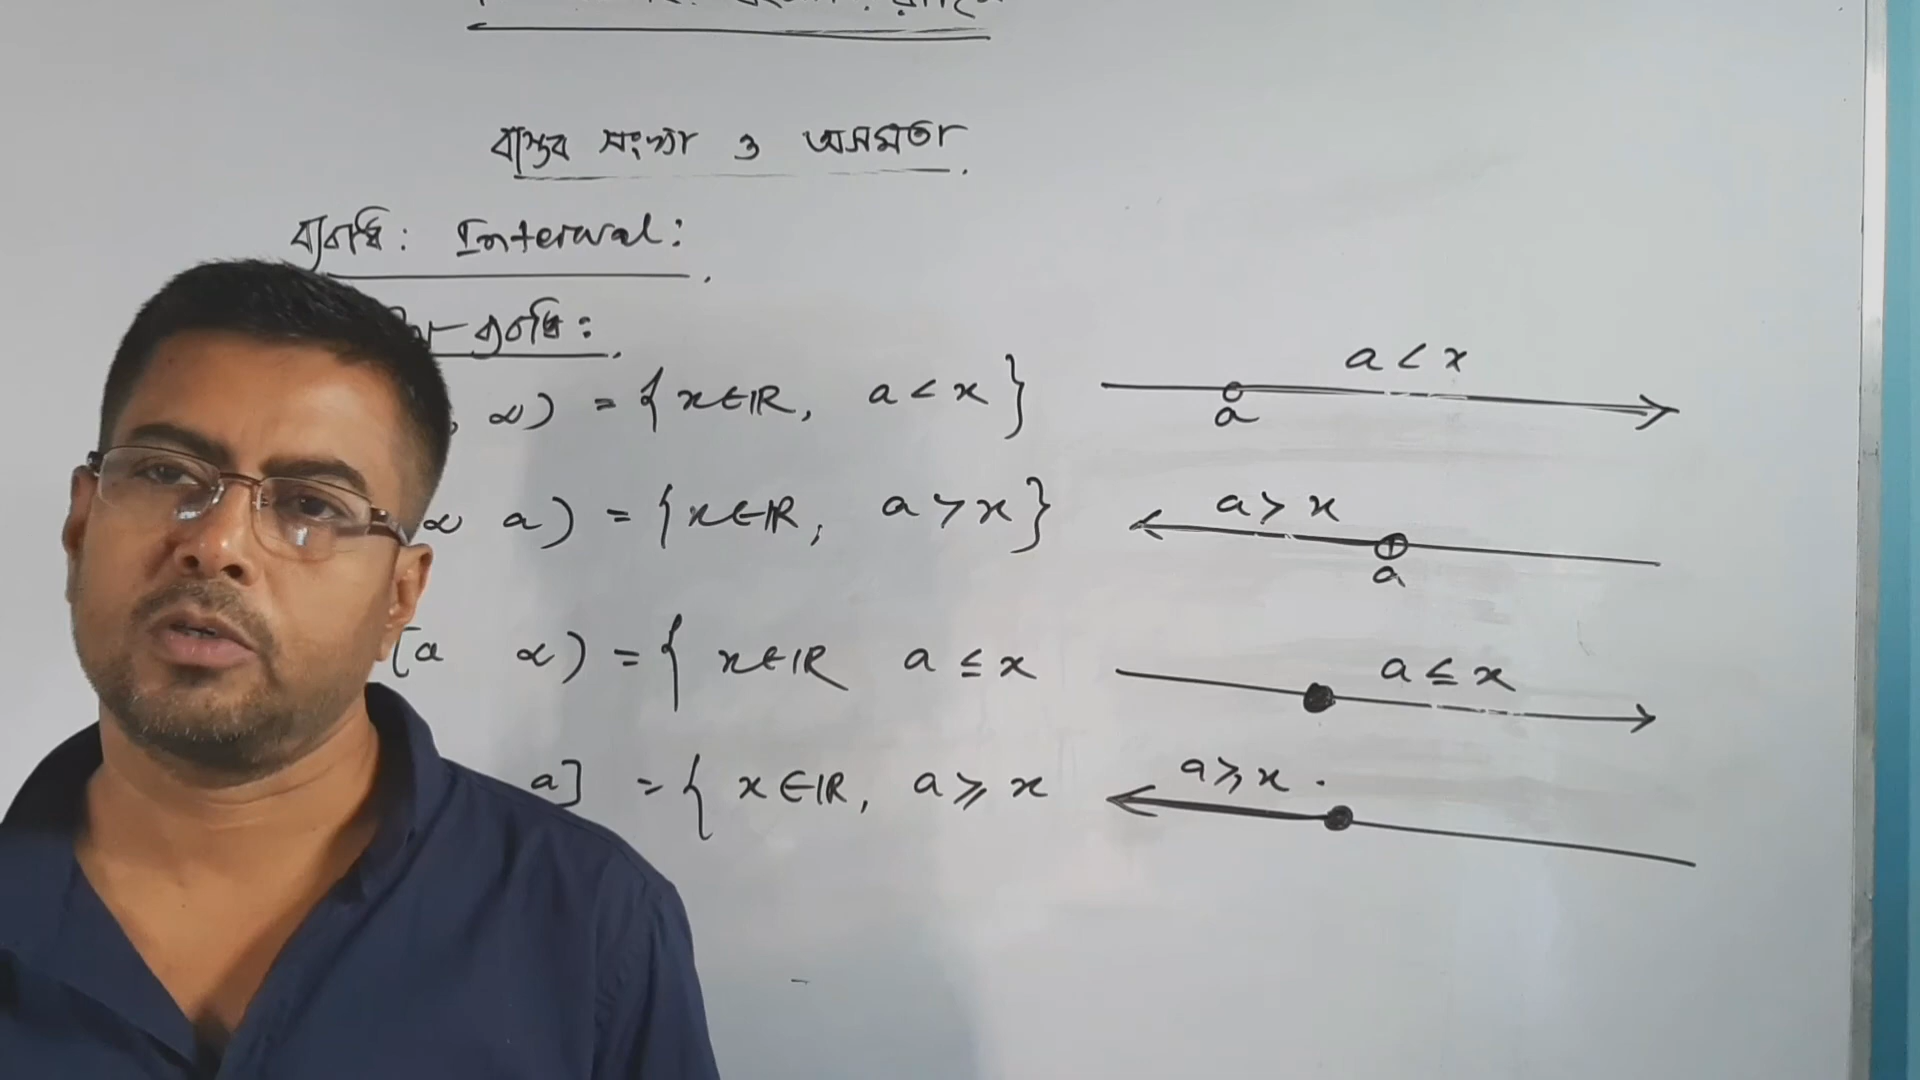 বাস্তব সংখ্যা ও অসমতা
ব্যবধি: Interval:
ব্যবধি:
, ∝) = {x∈ℝ, a < x} a < x
a
∝ a) = {x∈ℝ, a > x} a > x
a
[a ∝) = { x∈ℝ a ≤ x a ≤ x
a] = { x∈ℝ, a ≥ x a ≥ x .